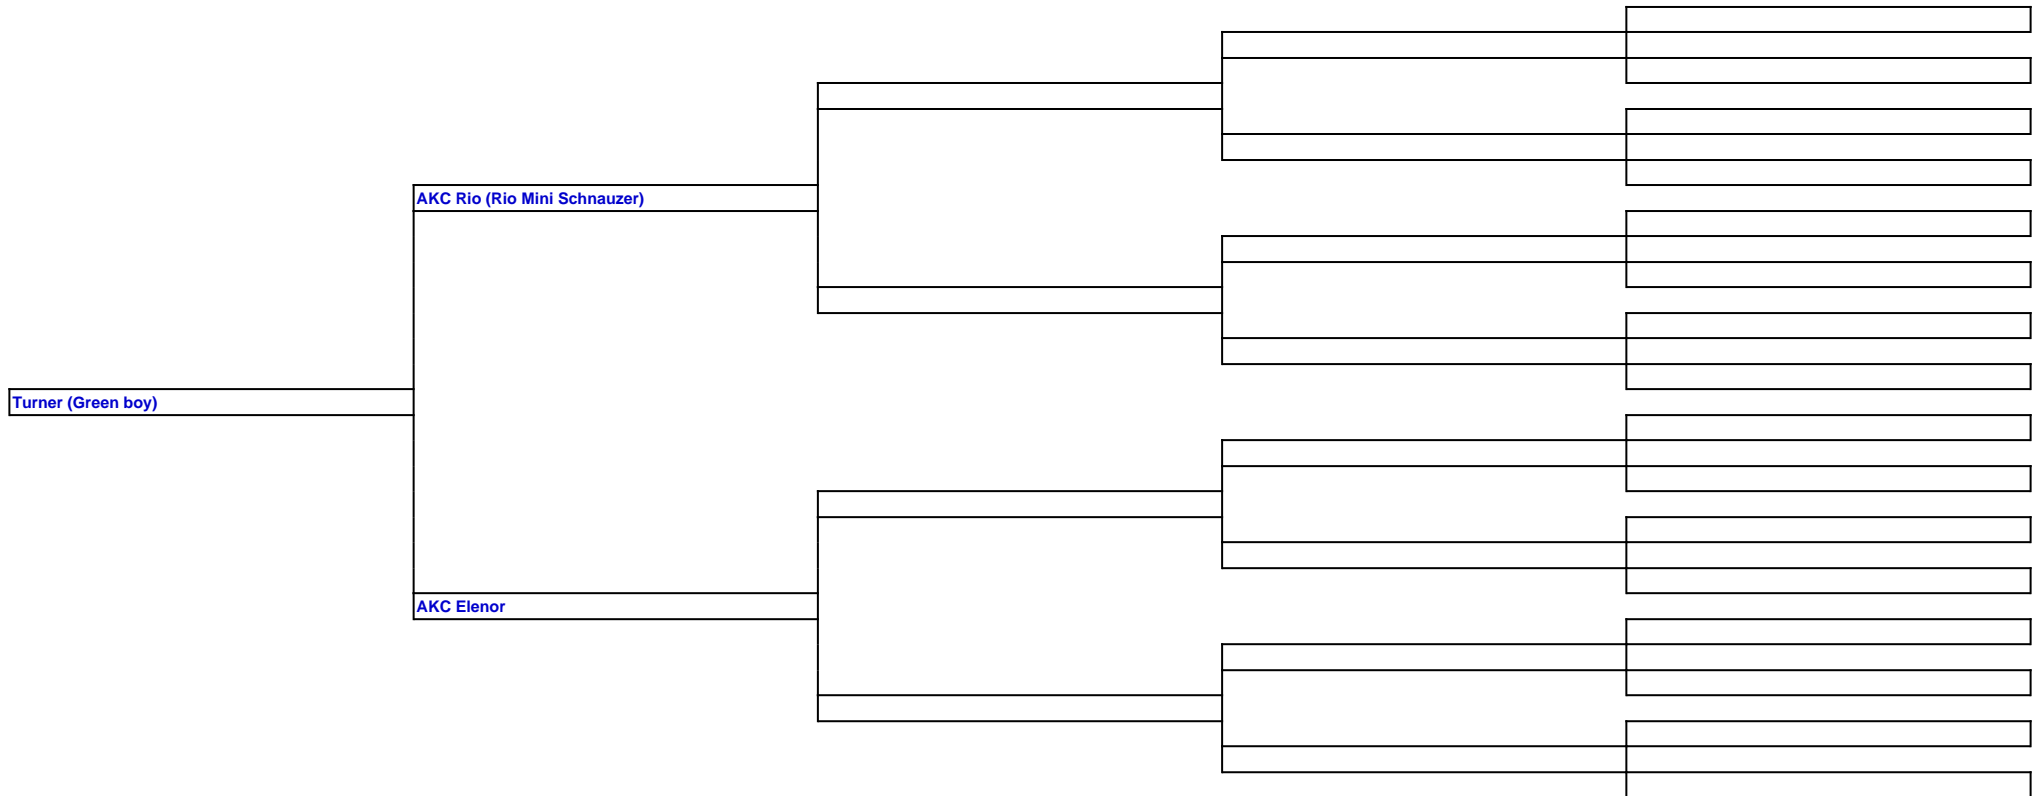 AKC Rio (Rio Mini Schnauzer)
Turner (Green boy)
AKC Elenor